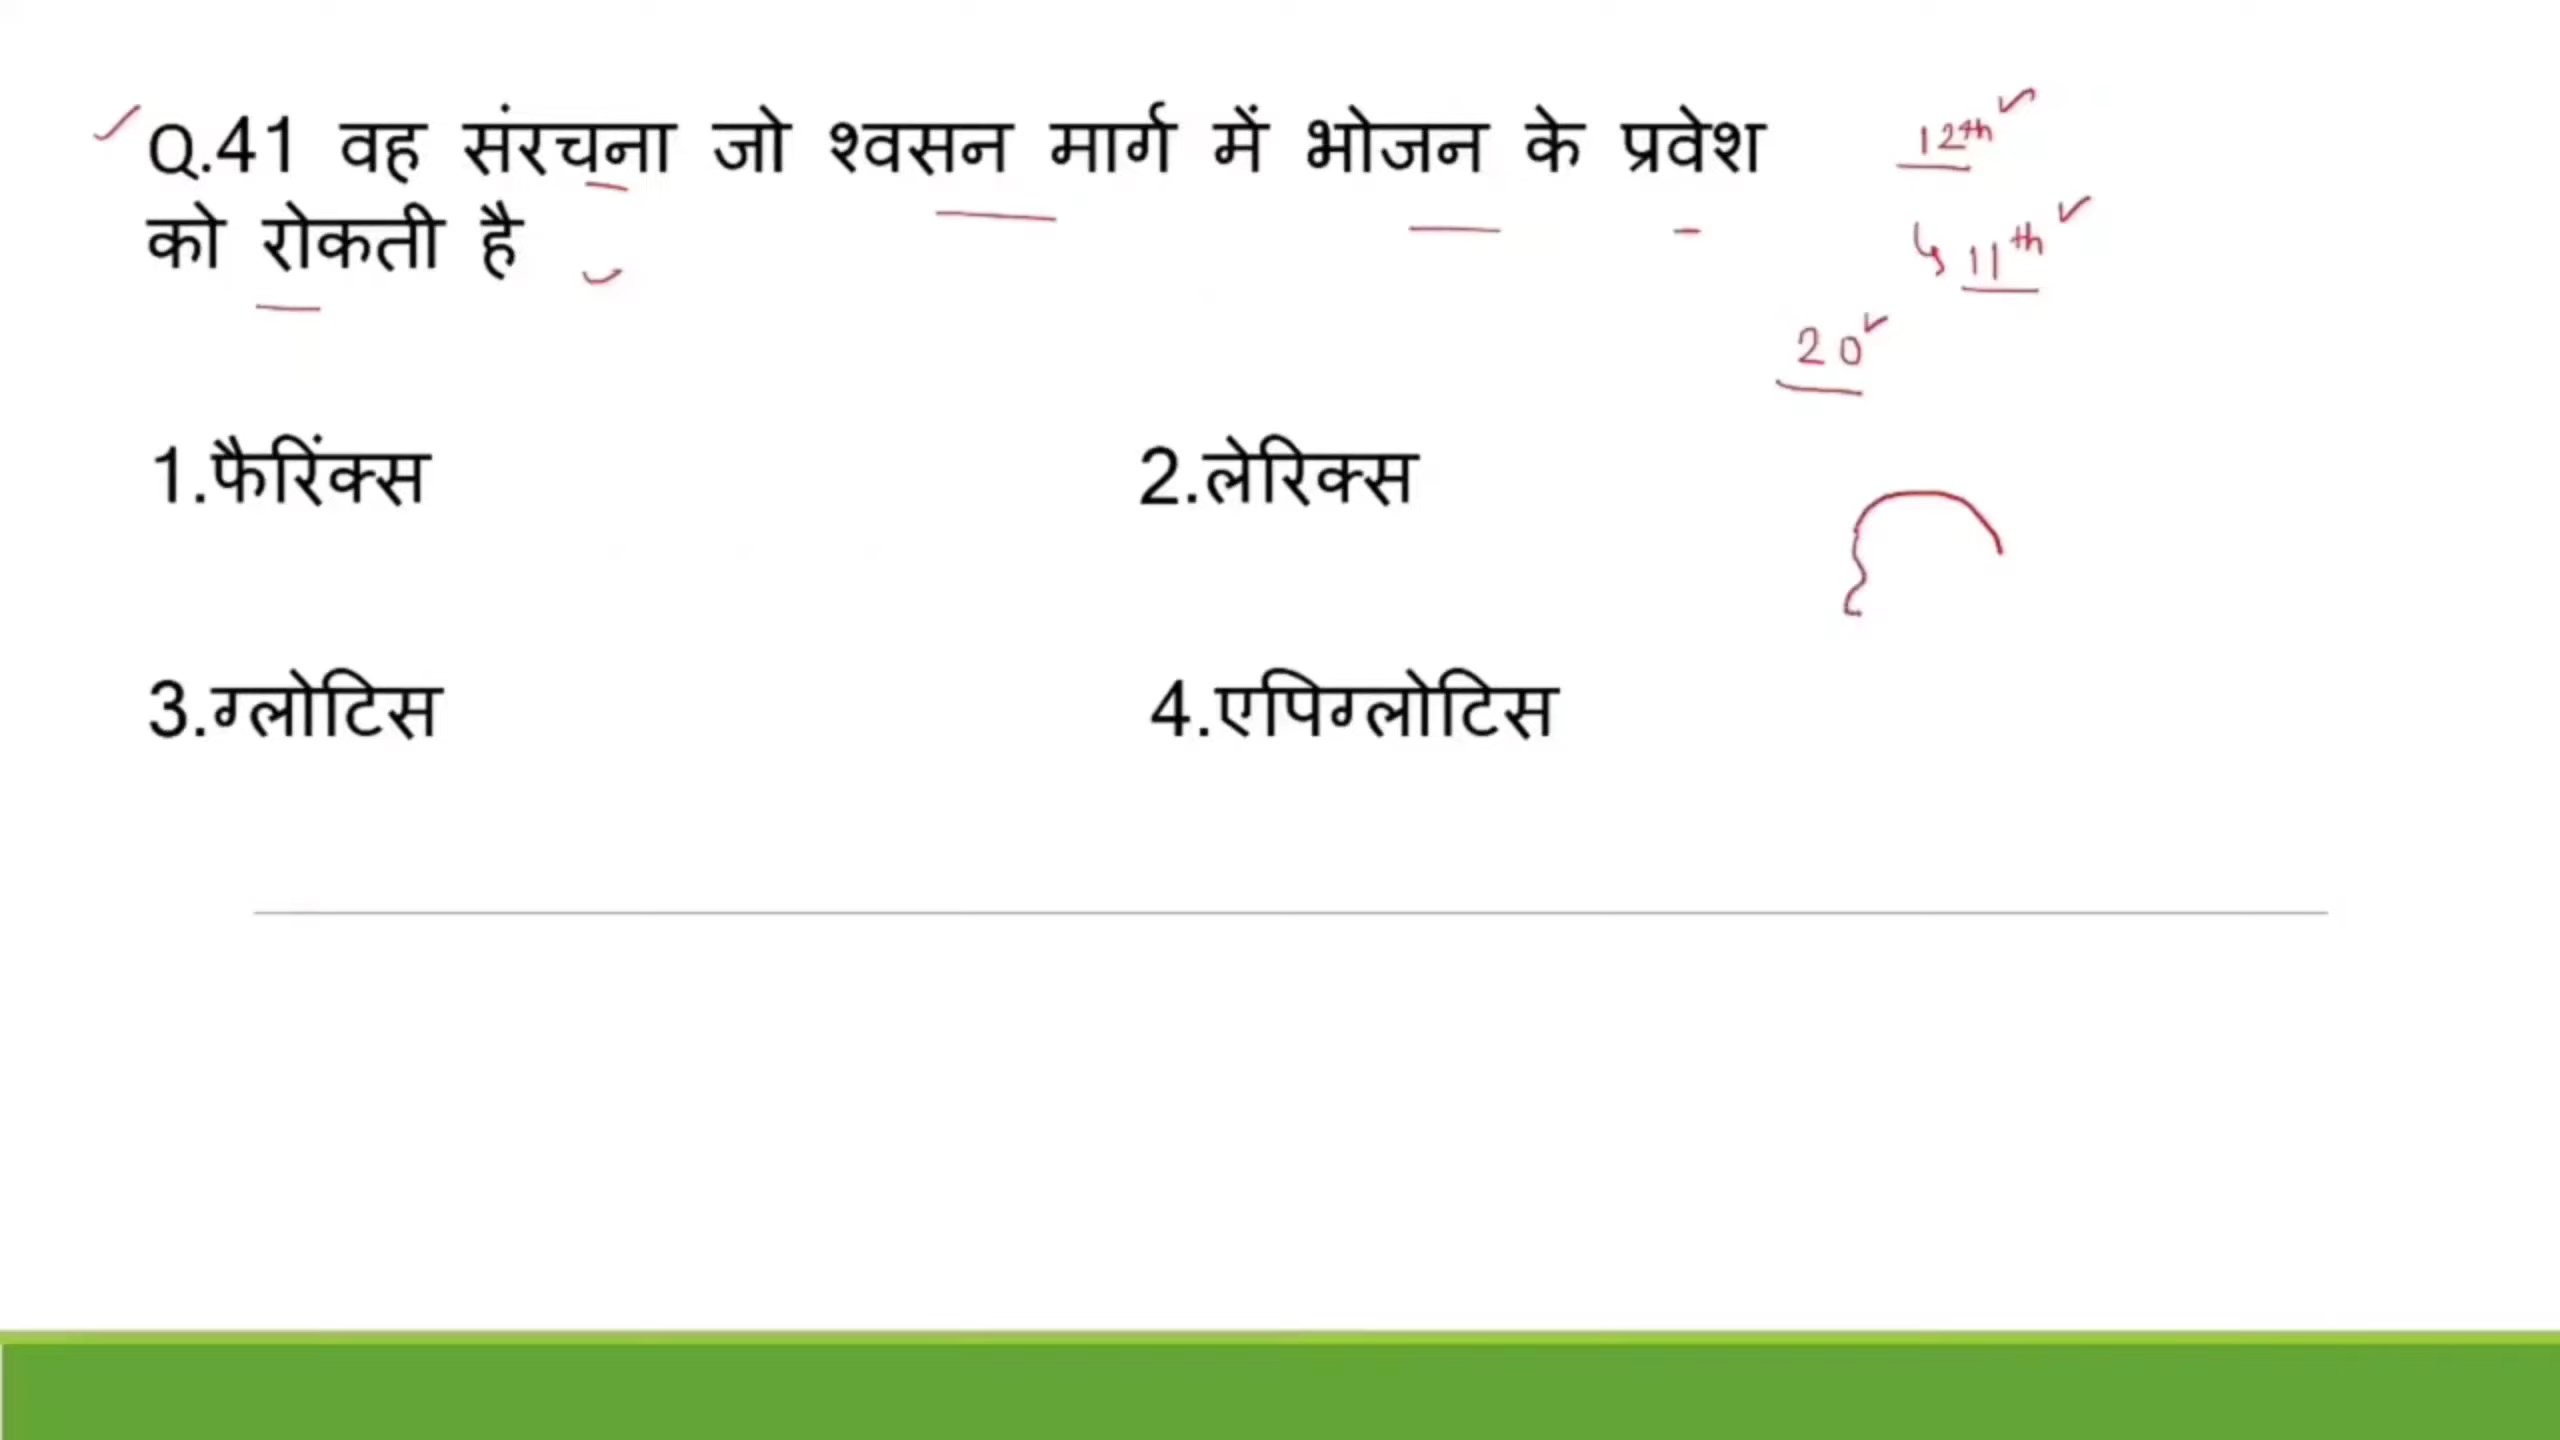 Q.41 वह संरचना जो श्वसन मार्ग में भोजन के प्रवेश
को रोकती है
12th
11th
20
1.फैरिंक्स
2.लेरिक्स
3.ग्लोटिस
4.एपिग्लोटिस